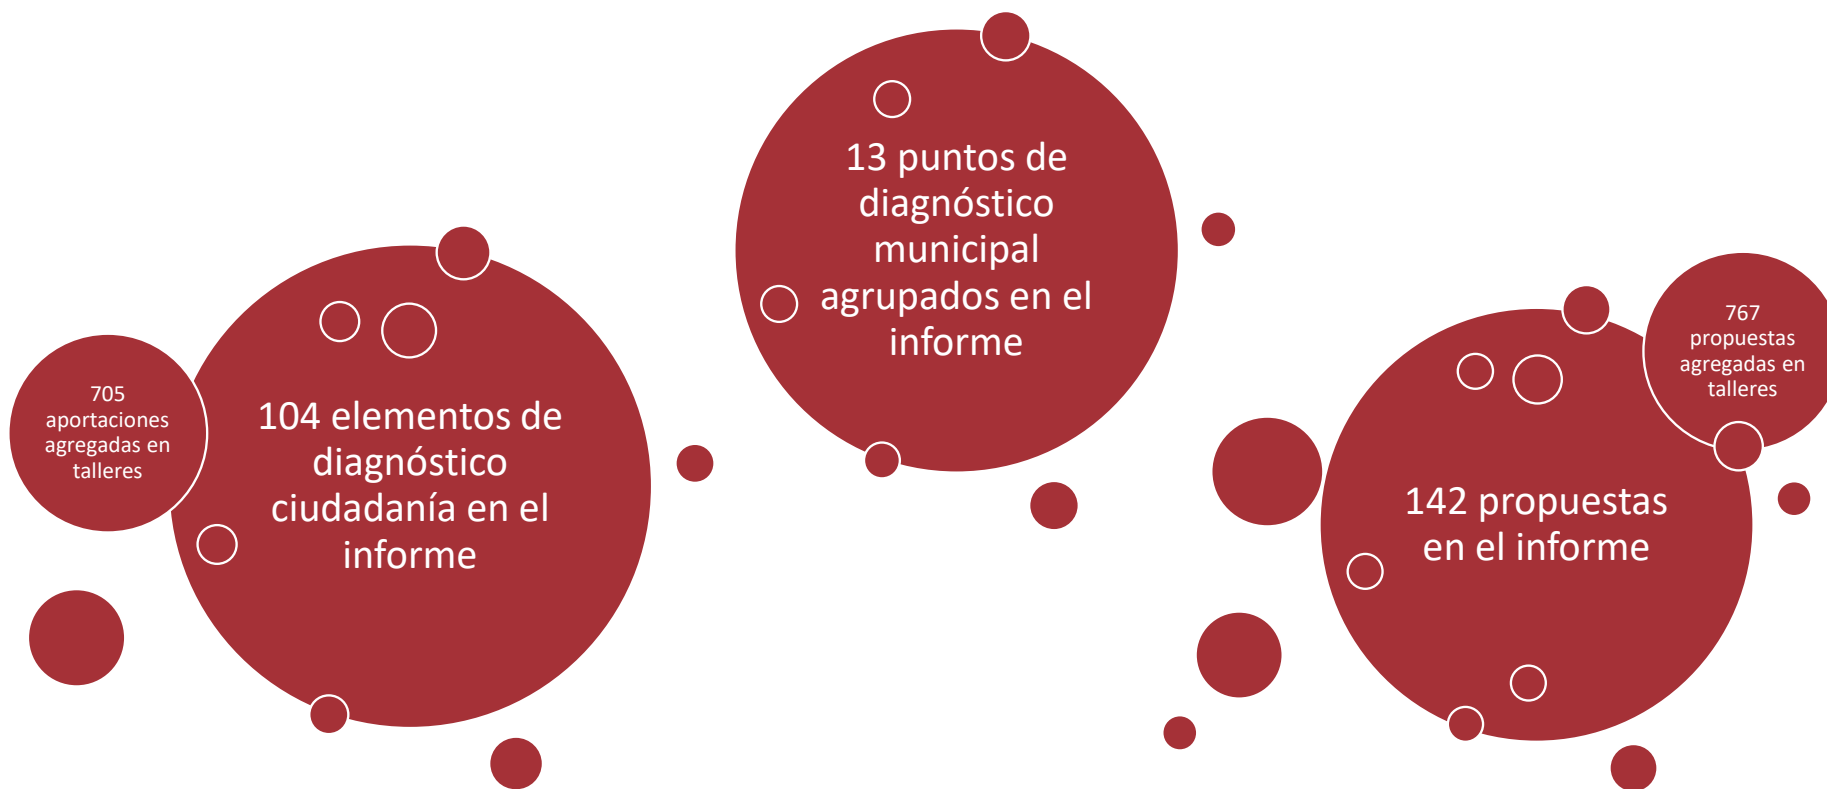 705
aportaciones
agregadas en
talleres
104 elementos de
diagnóstico
ciudadanía en el
informe
13 puntos de
diagnóstico
municipal
agrupados en el
informe
142 propuestas
en el informe
767
propuestas
agregadas en
talleres